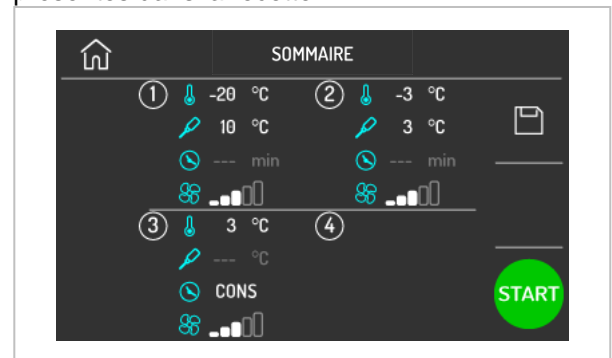 SOMMAIRE
1 -20 °C
10 °C
--- min
2 -3 °C
3 °C
--- min
3 3 °C
--- °C
CONS
4
START